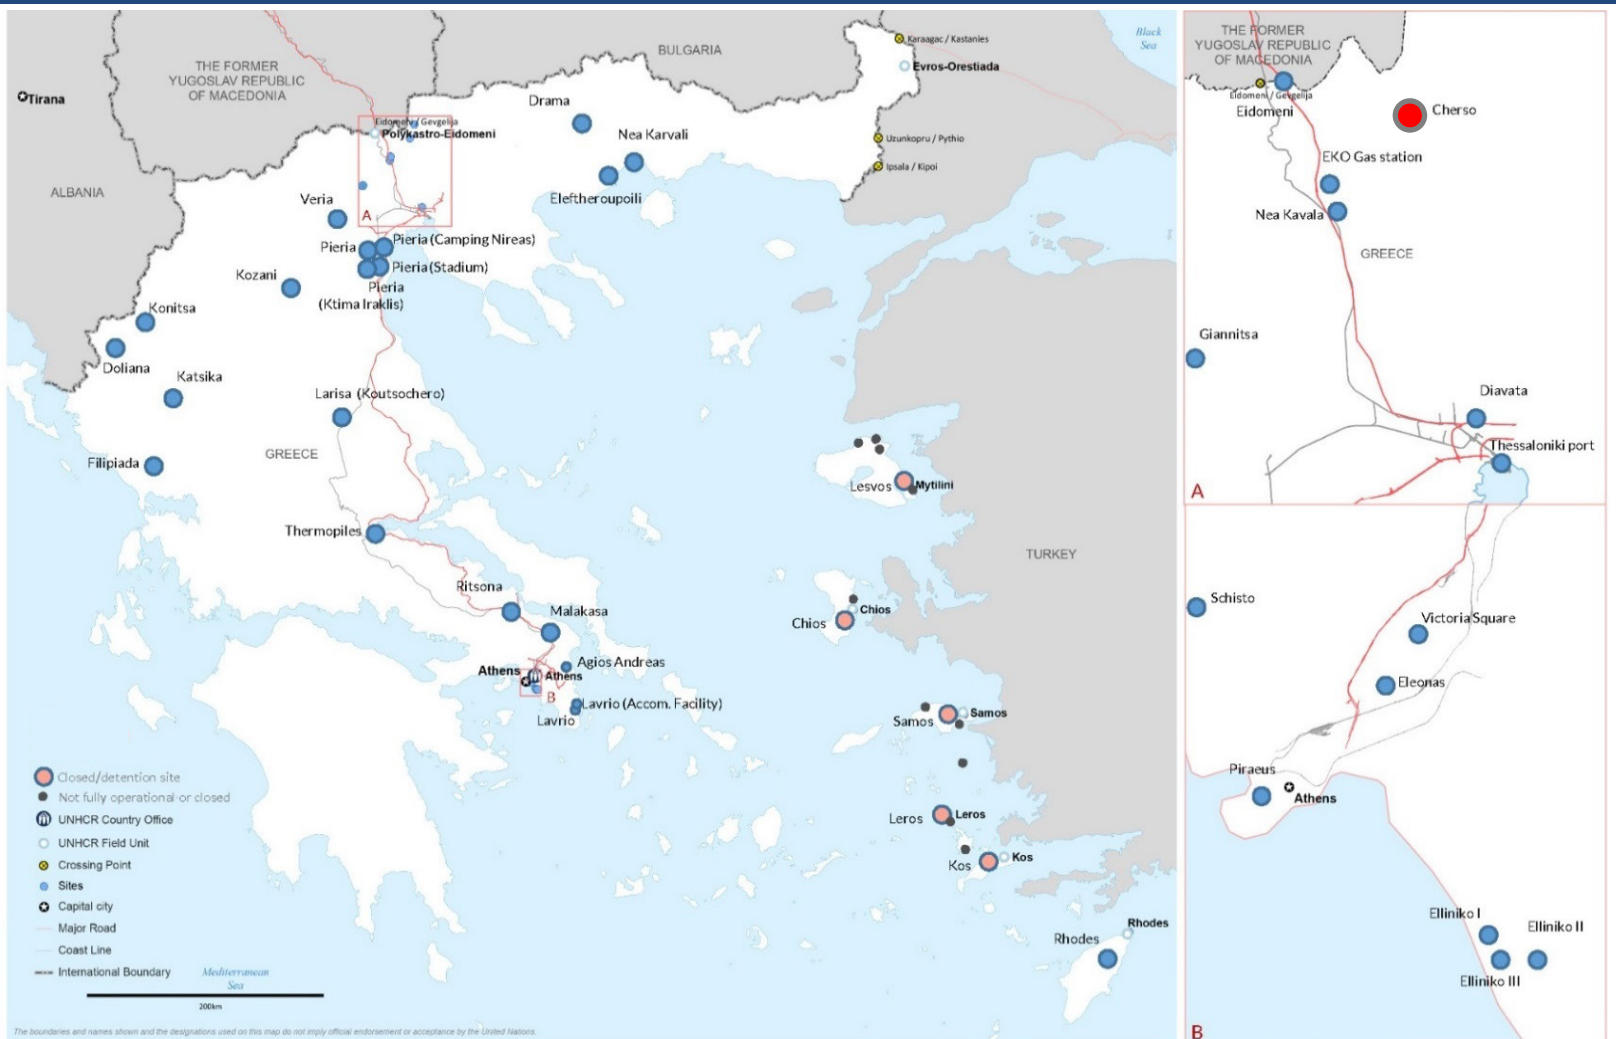 Black
Sea
BULGARIA
Karaagac / Kastanies
Evros-Orestiada
THE FORMER
YUGOSLAV REPUBLIC
OF MACEDONIA
Tirana
Drama
Eidomeni / Gevgelija
Polykastro-Eidomeni
Nea Karvali
Uzunkopru / Pythio
Ipsala / Kipoi
ALBANIA
Veria
A
Eleftheroupoili
Pieria
Pieria (Camping Nireas)
Pieria (Stadium)
Kozani
Pieria
(Ktima Iraklis)
Konitsa
Doliana
Katsika
Larisa (Koutsochero)
GREECE
Filipiada
Lesvos
Mytilini
Thermopiles
TURKEY
Ritsona
Malakasa
Chios
Chios
Athens
Athens
Agios Andreas
B
Lavrio (Accom. Facility)
Lavrio
Samos
Samos
Leros
Leros
Kos
Kos
Rhodes
Rhodes
Closed/detention site
Not fully operational or closed
UNHCR Country Office
UNHCR Field Unit
Crossing Point
Sites
Capital city
Major Road
Coast Line
International Boundary
Mediterranean
Sea
200km
The boundaries and names shown and the designations used on this map do not imply official endorsement or acceptance by the United Nations.
THE FORMER
YUGOSLAV REPUBLIC
OF MACEDONIA
Eidomeni / Gevgelija
Eidomeni
Cherso
EKO Gas station
Nea Kavala
GREECE
Giannitsa
Diavata
Thessaloniki port
A
Schisto
Victoria Square
Eleonas
Piraeus
Athens
Elliniko I
Elliniko II
Elliniko III
B